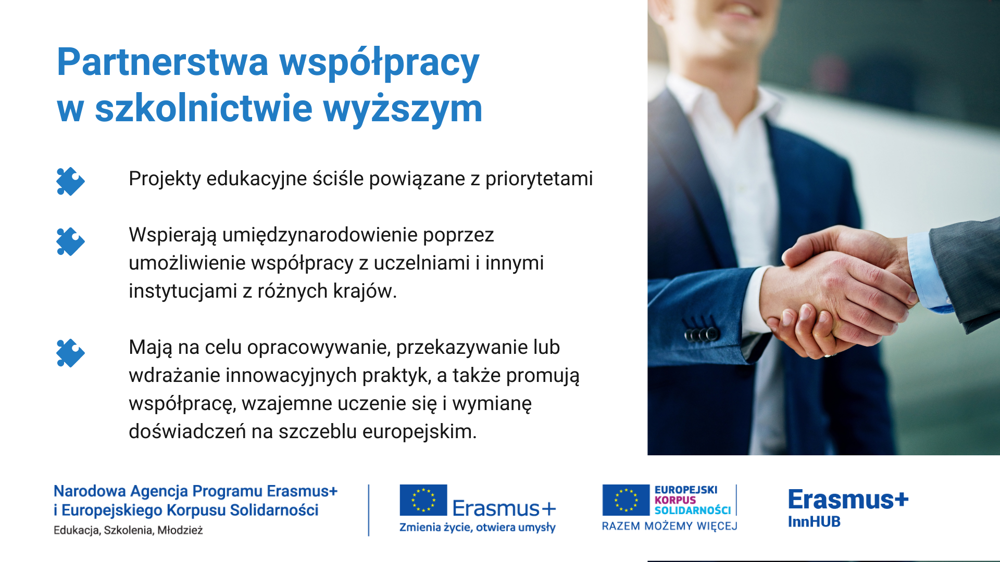 Partnerstwa współpracy
w szkolnictwie wyższym
Projekty edukacyjne ściśle powiązane z priorytetami
Wspierają umiędzynarodowienie poprzez
umożliwienie współpracy z uczelniami i innymi
instytucjami z różnych krajów.
Mają na celu opracowywanie, przekazywanie lub
wdrażanie innowacyjnych praktyk, a także promują
współpracę, wzajemne uczenie się i wymianę
doświadczeń na szczeblu europejskim.
Narodowa Agencja Programu Erasmus+
i Europejskiego Korpusu Solidarności
Edukacja, Szkolenia, Młodzież
Erasmus+
Zmienia życie, otwiera umysły
EUROPEJSKI
KORPUS
SOLIDARNOŚCI
RAZEM MOŻEMY WIĘCEJ
Erasmus+
InnHUB